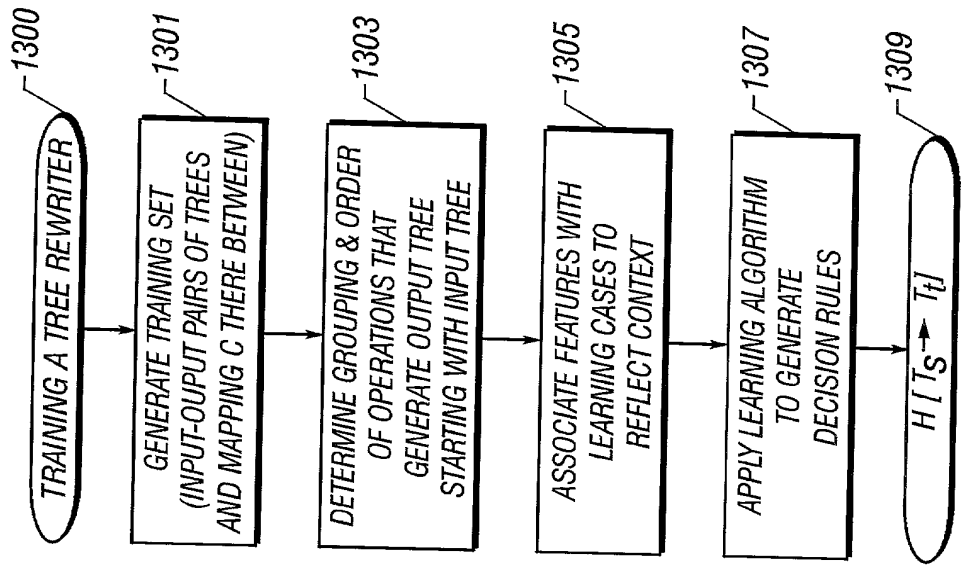 1300
TRAINING A TREE REWRITER
1301
GENERATE TRAINING SET
(INPUT-OUPUT PAIRS OF TREES
AND MAPPING C THERE BETWEEN)
1303
DETERMINE GROUPING & ORDER
OF OPERATIONS THAT
GENERATE OUTPUT TREE
STARTING WITH INPUT TREE
1305
ASSOCIATE FEATURES WITH
LEARNING CASES TO
REFLECT CONTEXT
1307
APPLY LEARNING ALGORITHM
TO GENERATE
DECISION RULES
1309
H [ Ts → Tt ]